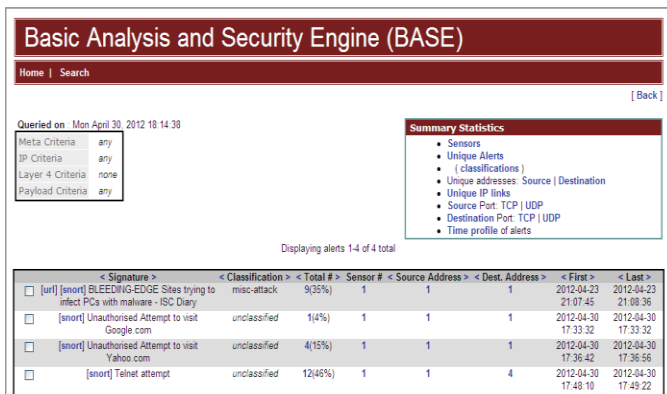 Basic Analysis and Security Engine (BASE)
Home | Search
[ Back ]
Queried on : Mon April 30, 2012 18:14:38
Meta Criteria any
IP Criteria any
Layer 4 Criteria none
Payload Criteria any
Summary Statistics
• Sensors
• Unique Alerts
• ( classifications )
• Unique addresses: Source | Destination
• Unique IP links
• Source Port: TCP | UDP
• Destination Port: TCP | UDP
• Time profile of alerts
Displaying alerts 1-4 of 4 total
< Signature > < Classification > < Total # > Sensor # < Source Address > < Dest. Address > < First > < Last >
[url] [snort] BLEEDING-EDGE Sites trying to misc-attack 9(35%) 1 1 1 2012-04-23 2012-04-23
infect PCs with malware - ISC Diary 21:07:45 21:08:36
[snort] Unauthorised Attempt to visit unclassified 1(4%) 1 1 1 2012-04-30 2012-04-30
Google.com 17:33:32 17:33:32
[snort] Unauthorised Attempt to visit unclassified 4(15%) 1 1 1 2012-04-30 2012-04-30
Yahoo.com 17:36:42 17:36:56
[snort] Telnet attempt unclassified 12(46%) 1 1 4 2012-04-30 2012-04-30
17:48:10 17:49:22